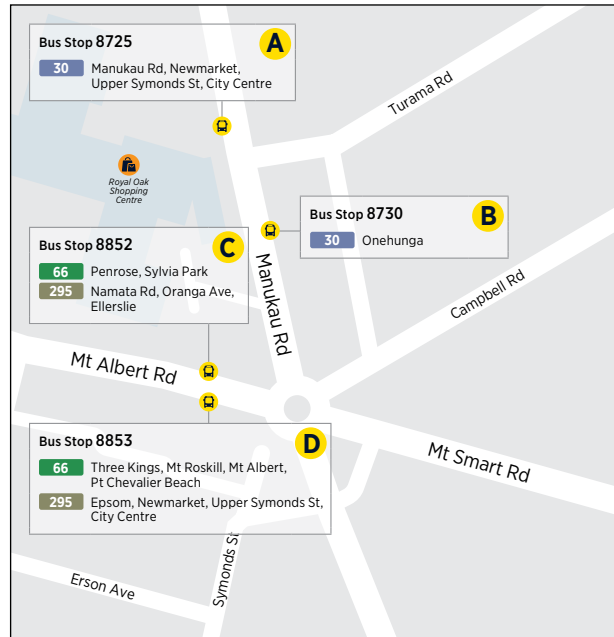 Bus Stop 8725
A
30 Manukau Rd, Newmarket,
Upper Symonds St, City Centre
Turama Rd
Royal Oak
Shopping
Centre
Bus Stop 8730
B
30 Onehunga
Bus Stop 8852
C
66 Penrose, Sylvia Park
295 Namata Rd, Oranga Ave,
Ellerslie
Manukau Rd
Campbell Rd
Mt Albert Rd
Bus Stop 8853
D
66 Three Kings, Mt Roskill, Mt Albert,
Pt Chevalier Beach
295 Epsom, Newmarket, Upper Symonds St,
City Centre
Mt Smart Rd
Symonds St
Erson Ave